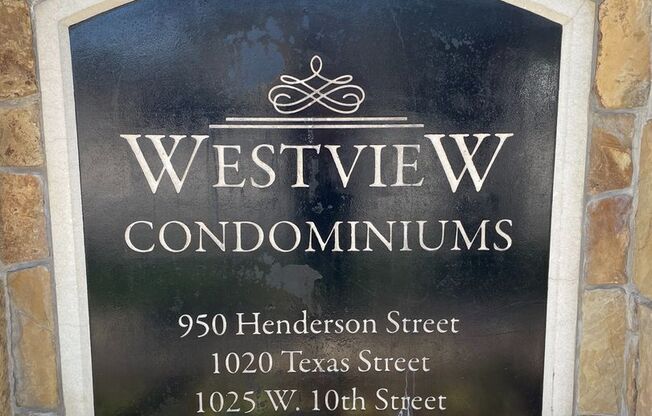 WESTVIEW
CONDOMINIUMS
950 Henderson Street
1020 Texas Street
1025 W. 10th Street